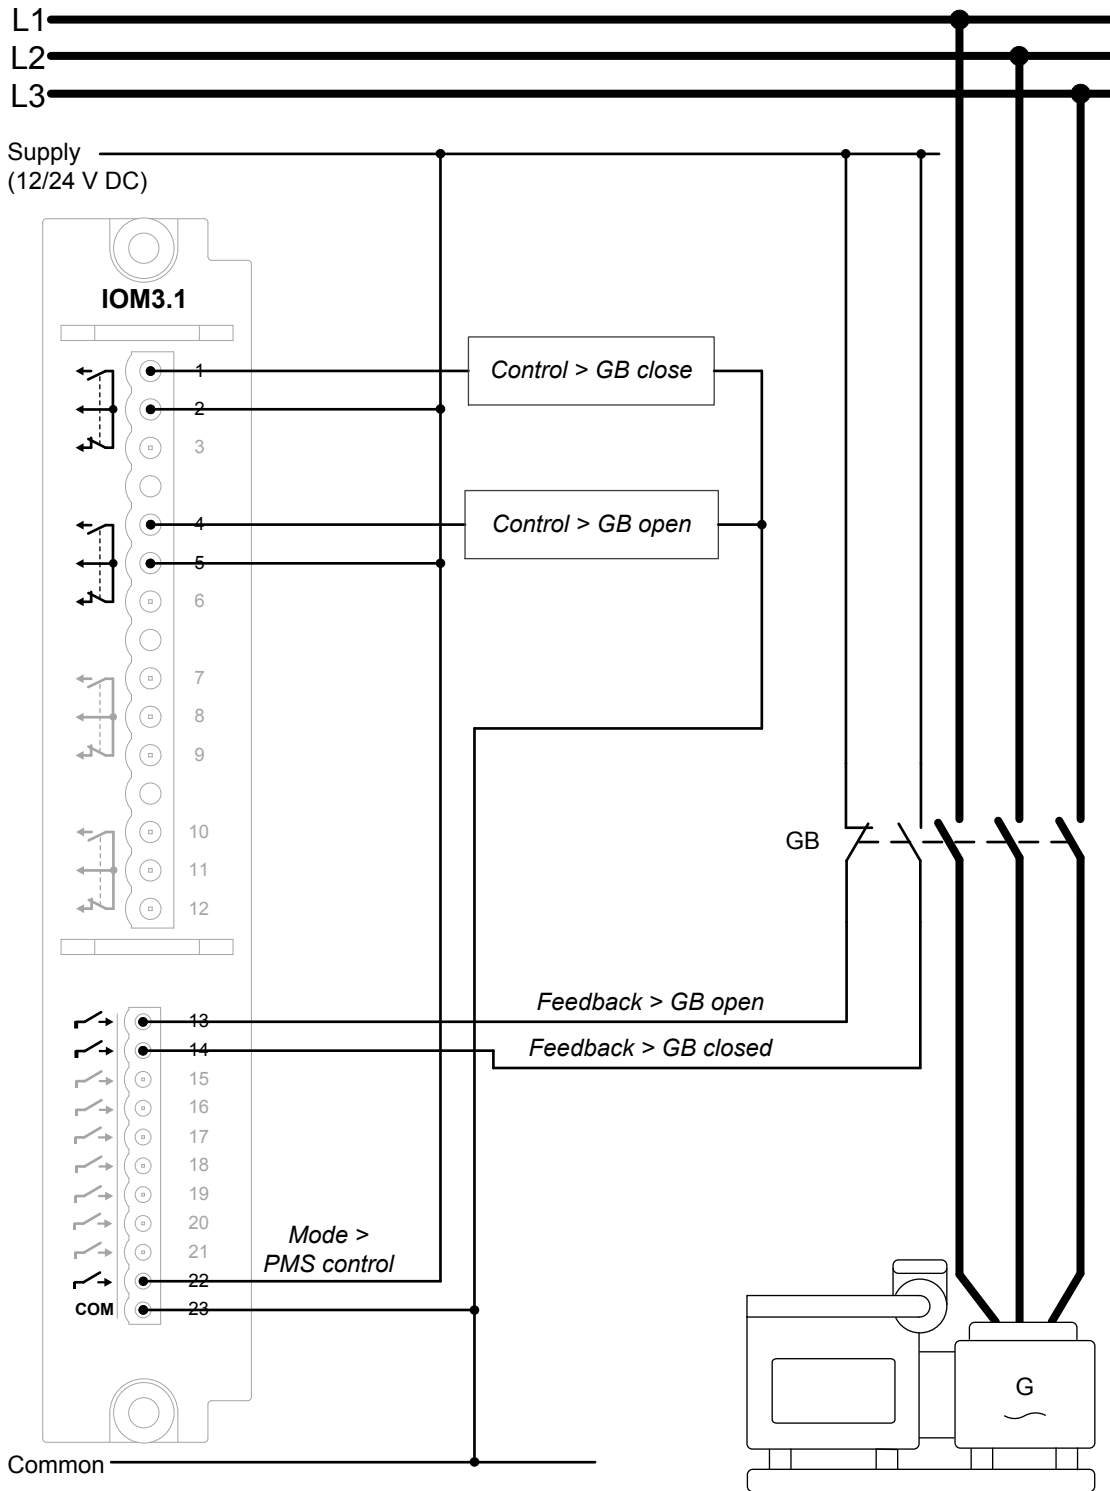 L1
L2
L3
Supply
(12/24 V DC)
IOM3.1
1
Control > GB close
2
3
4
Control > GB open
5
6
7
8
9
10
GB
11
12
Feedback > GB open
13
14
Feedback > GB closed
15
16
17
18
19
20
Mode >
PMS control
21
22
COM
23
G
Common